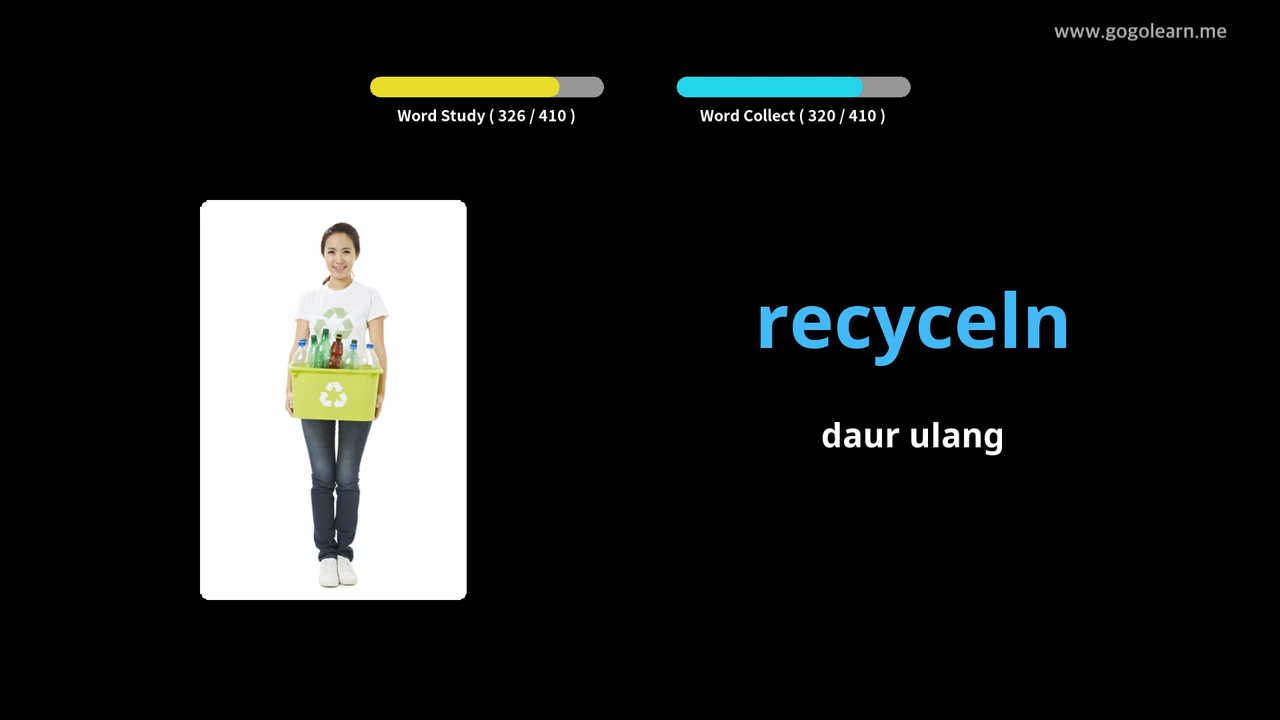 www.gogolearn.me
Word Study ( 326 / 410 )
Word Collect ( 320 / 410 )
recyceln
daur ulang